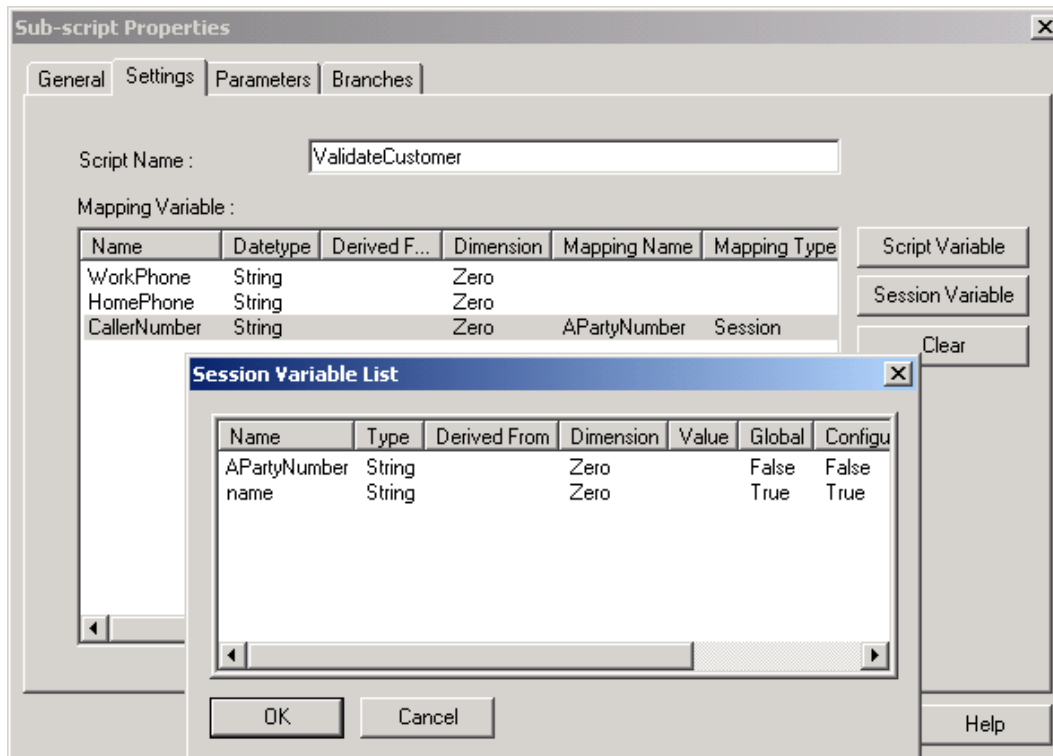 Sub-script Properties
General Settings Parameters Branches
Script Name : ValidateCustomer
Mapping Variable :
Name Datetype Derived F... Dimension Mapping Name Mapping Type
WorkPhone String Zero
HomePhone String Zero
CallerNumber String Zero APartyNumber Session
Script Variable
Session Variable
Clear
Session Variable List
Name Type Derived From Dimension Value Global Configu
APartyNumber String Zero False False
name String Zero True True
OK Cancel
Help